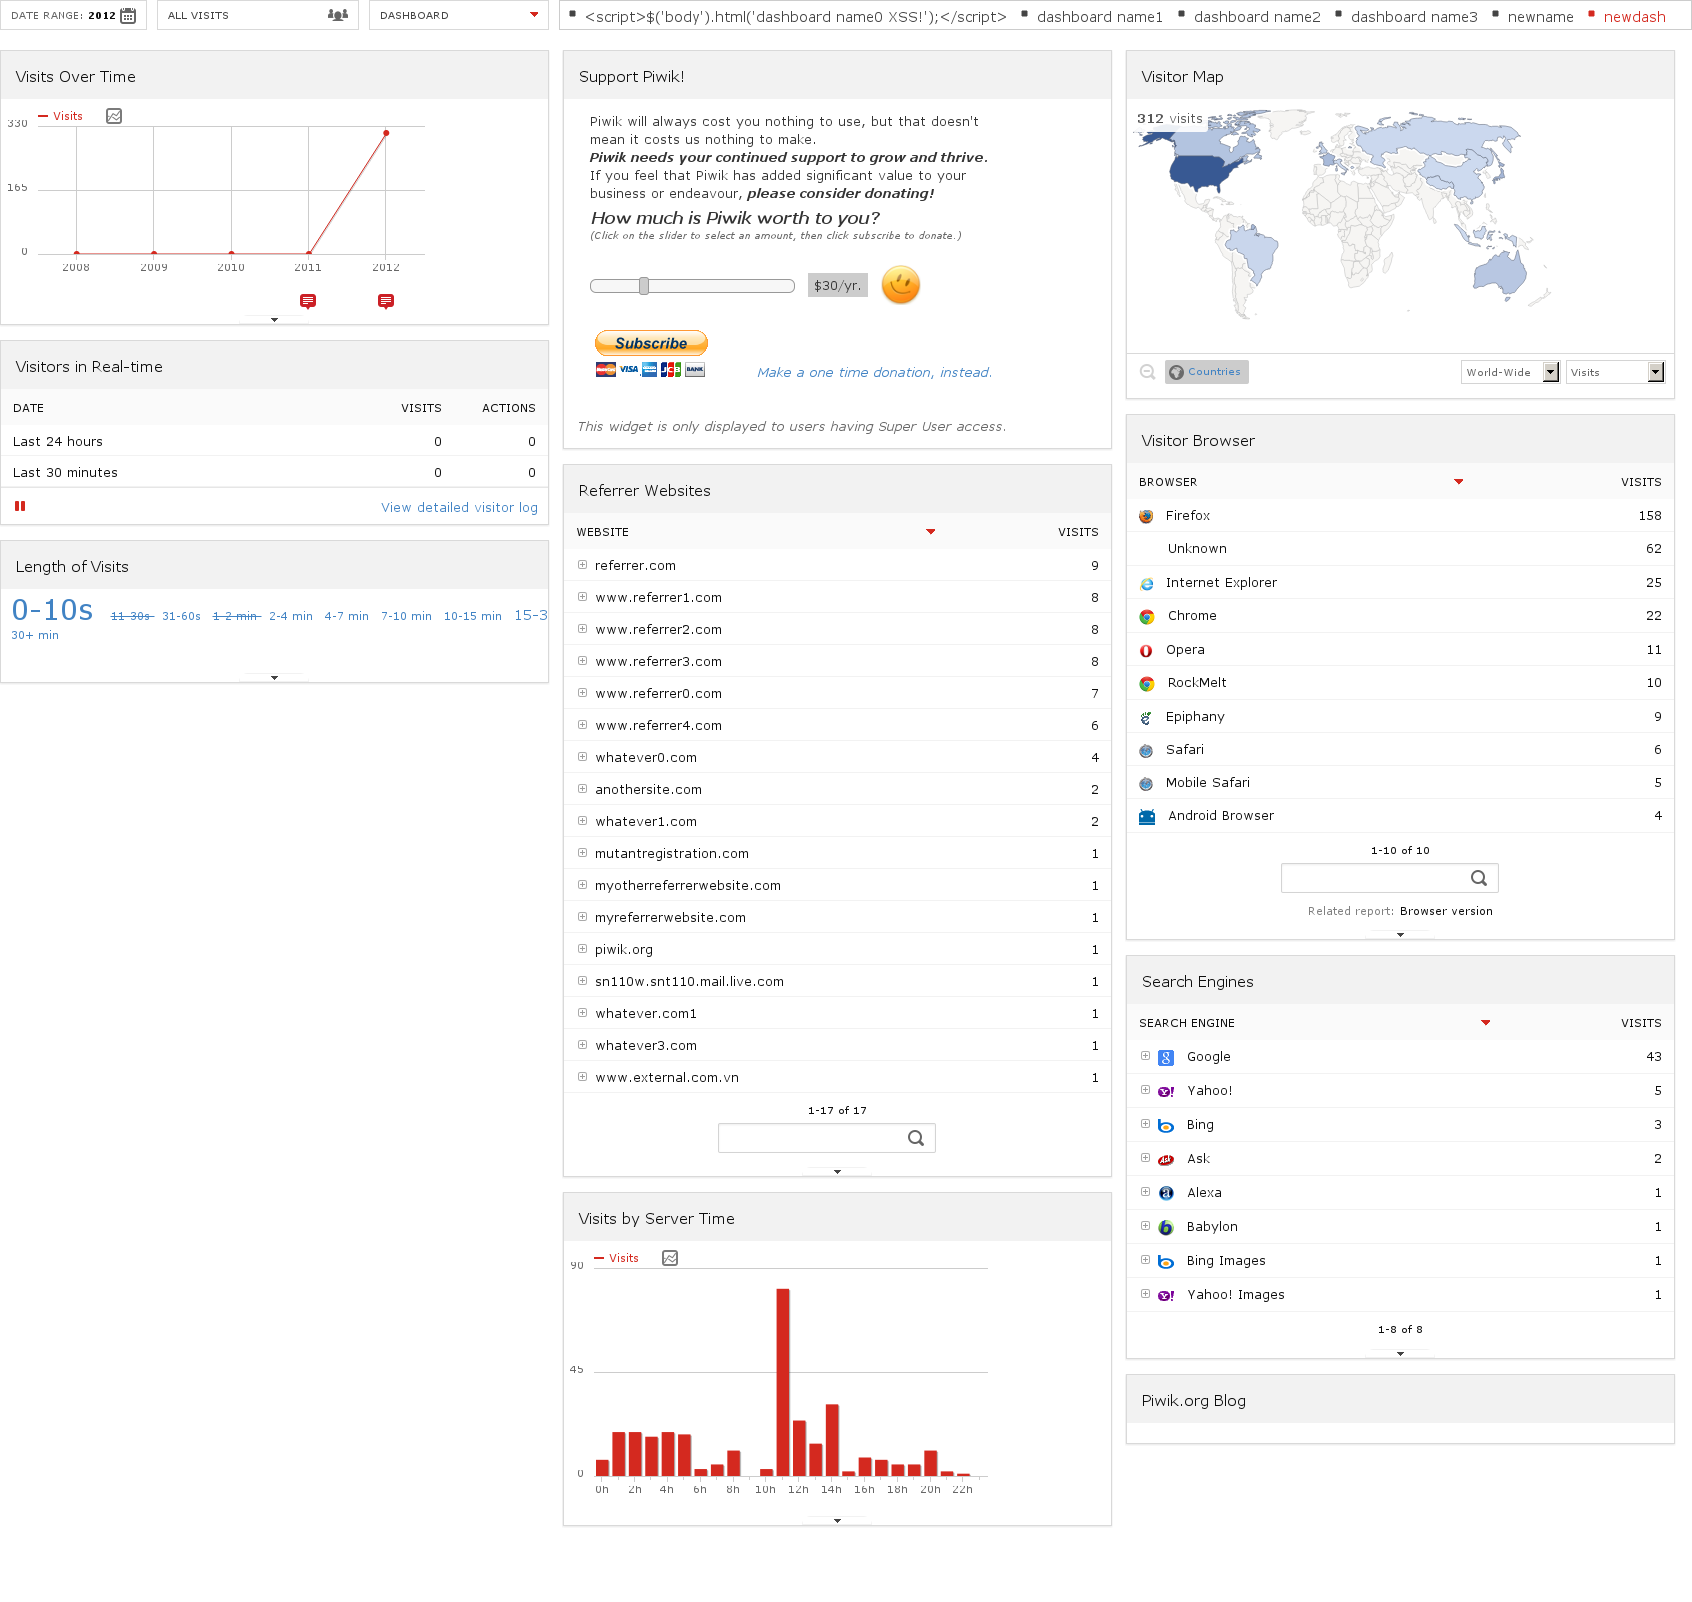 DATE RANGE: 2012
ALL VISITS
DASHBOARD
<script>$('body').html('dashboard name0 XSS!');</script>
dashboard name1
dashboard name2
dashboard name3
newname
newdash
Visits Over Time
Visits
330
165
0
2008 2009 2010 2011 2012
Visitors in Real-time
DATE VISITS ACTIONS
Last 24 hours 0 0
Last 30 minutes 0 0
View detailed visitor log
Length of Visits
0-10s 11-30s 31-60s 1-2 min 2-4 min 4-7 min 7-10 min 10-15 min 15-3
30+ min
Support Piwik!
Piwik will always cost you nothing to use, but that doesn't
mean it costs us nothing to make.
Piwik needs your continued support to grow and thrive.
If you feel that Piwik has added significant value to your
business or endeavour, please consider donating!
How much is Piwik worth to you?
(Click on the slider to select an amount, then click subscribe to donate.)
$30/yr.
Subscribe
VISA JCB BANK
Make a one time donation, instead.
This widget is only displayed to users having Super User access.
Referrer Websites
WEBSITE VISITS
referrer.com 9
www.referrer1.com 8
www.referrer2.com 8
www.referrer3.com 8
www.referrer0.com 7
www.referrer4.com 6
whatever0.com 4
anothersite.com 2
whatever1.com 2
mutantregistration.com 1
myotherreferrerwebsite.com 1
myreferrerwebsite.com 1
piwik.org 1
sn110w.snt110.mail.live.com 1
whatever.com1 1
whatever3.com 1
www.external.com.vn 1
1-17 of 17
Visits by Server Time
Visits
90
45
0
0h 2h 4h 6h 8h 10h 12h 14h 16h 18h 20h 22h
Visitor Map
312 visits
Countries
World-Wide
Visits
Visitor Browser
BROWSER VISITS
Firefox 158
Unknown 62
Internet Explorer 25
Chrome 22
Opera 11
RockMelt 10
Epiphany 9
Safari 6
Mobile Safari 5
Android Browser 4
1-10 of 10
Related report: Browser version
Search Engines
SEARCH ENGINE VISITS
Google 43
Yahoo! 5
Bing 3
Ask 2
Alexa 1
Babylon 1
Bing Images 1
Yahoo! Images 1
1-8 of 8
Piwik.org Blog